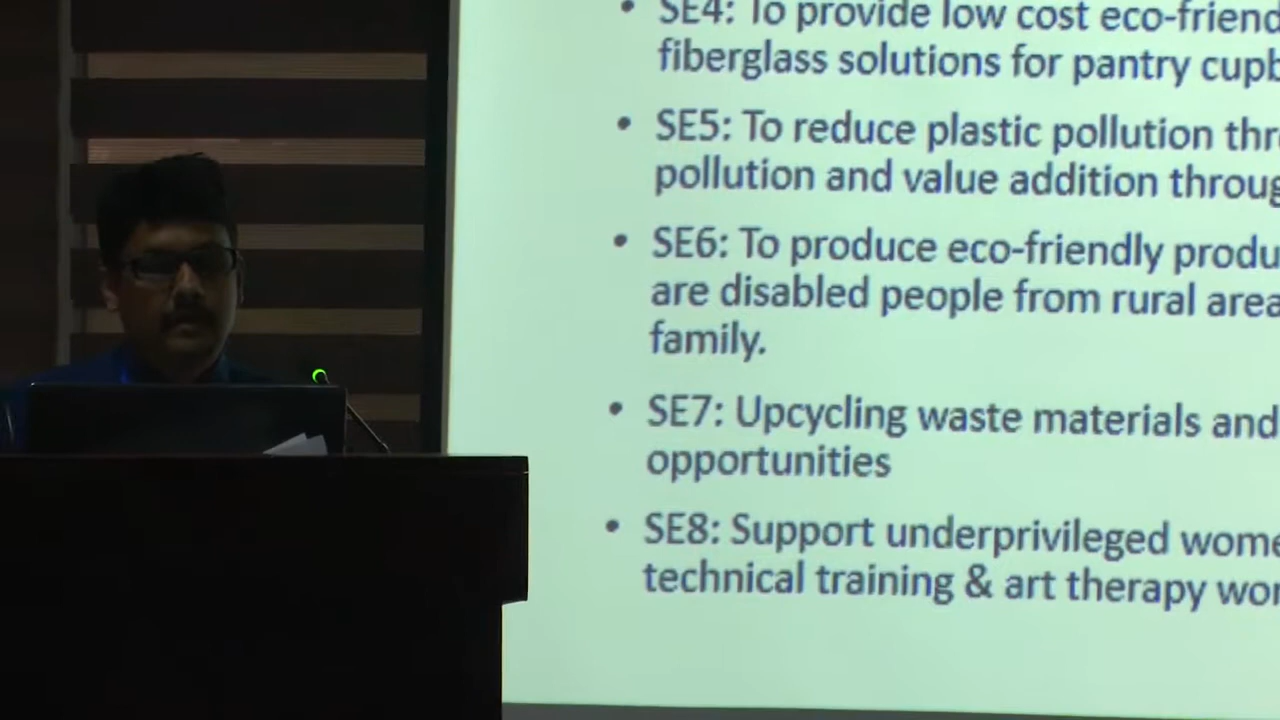 • SE4: To provide low cost eco-friend
fiberglass solutions for pantry cupb
• SE5: To reduce plastic pollution thr
pollution and value addition throug
• SE6: To produce eco-friendly produ
are disabled people from rural area
family.
• SE7: Upcycling waste materials and
opportunities
• SE8: Support underprivileged wome
technical training & art therapy wor